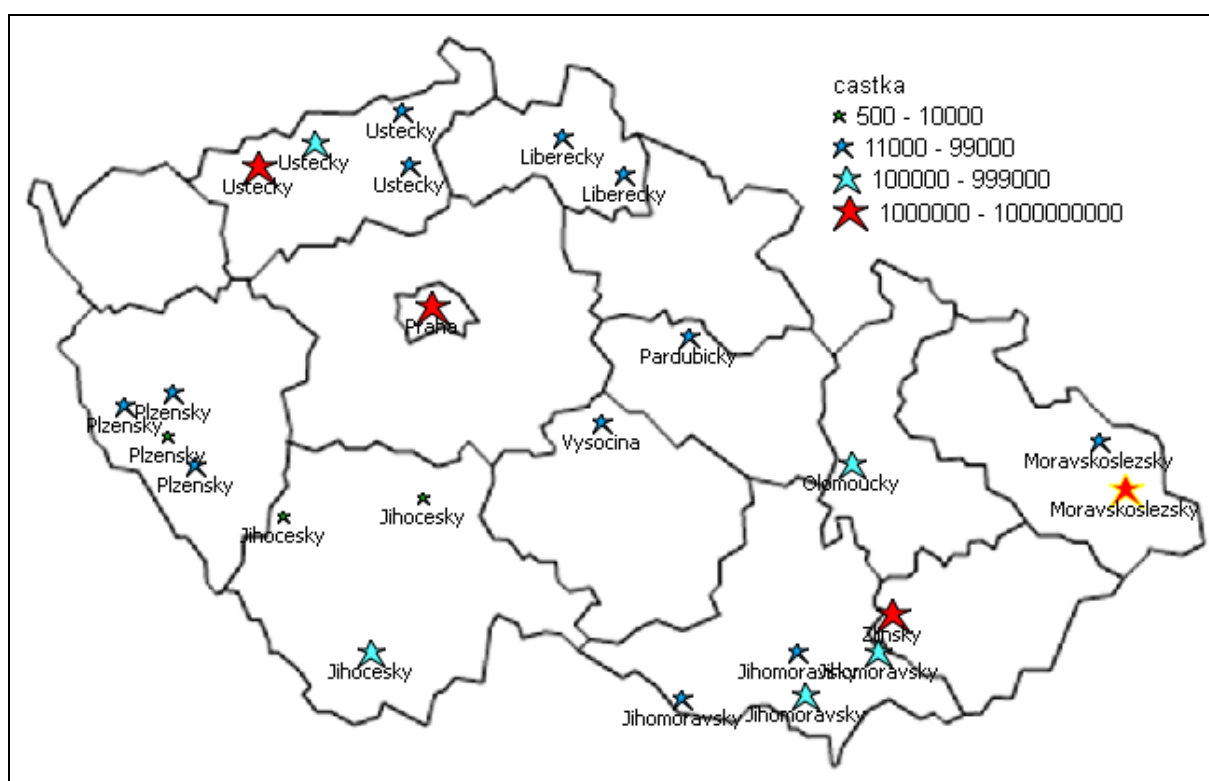 castka
500 - 10000
11000 - 99000
100000 - 999000
1000000 - 1000000000
Ustecky
Ustecky
Ustecky
Ustecky
Liberecky
Liberecky
Praha
Pardubicky
Plzensky
Plzensky
Plzensky
Plzensky
Vysocina
Moravskoslezsky
Moravskoslezsky
Olomoucky
Jihocesky
Jihocesky
Zlinsky
Jihocesky
Jihomoravsky
Jihomoravsky
Jihomoravsky
Jihomoravsky